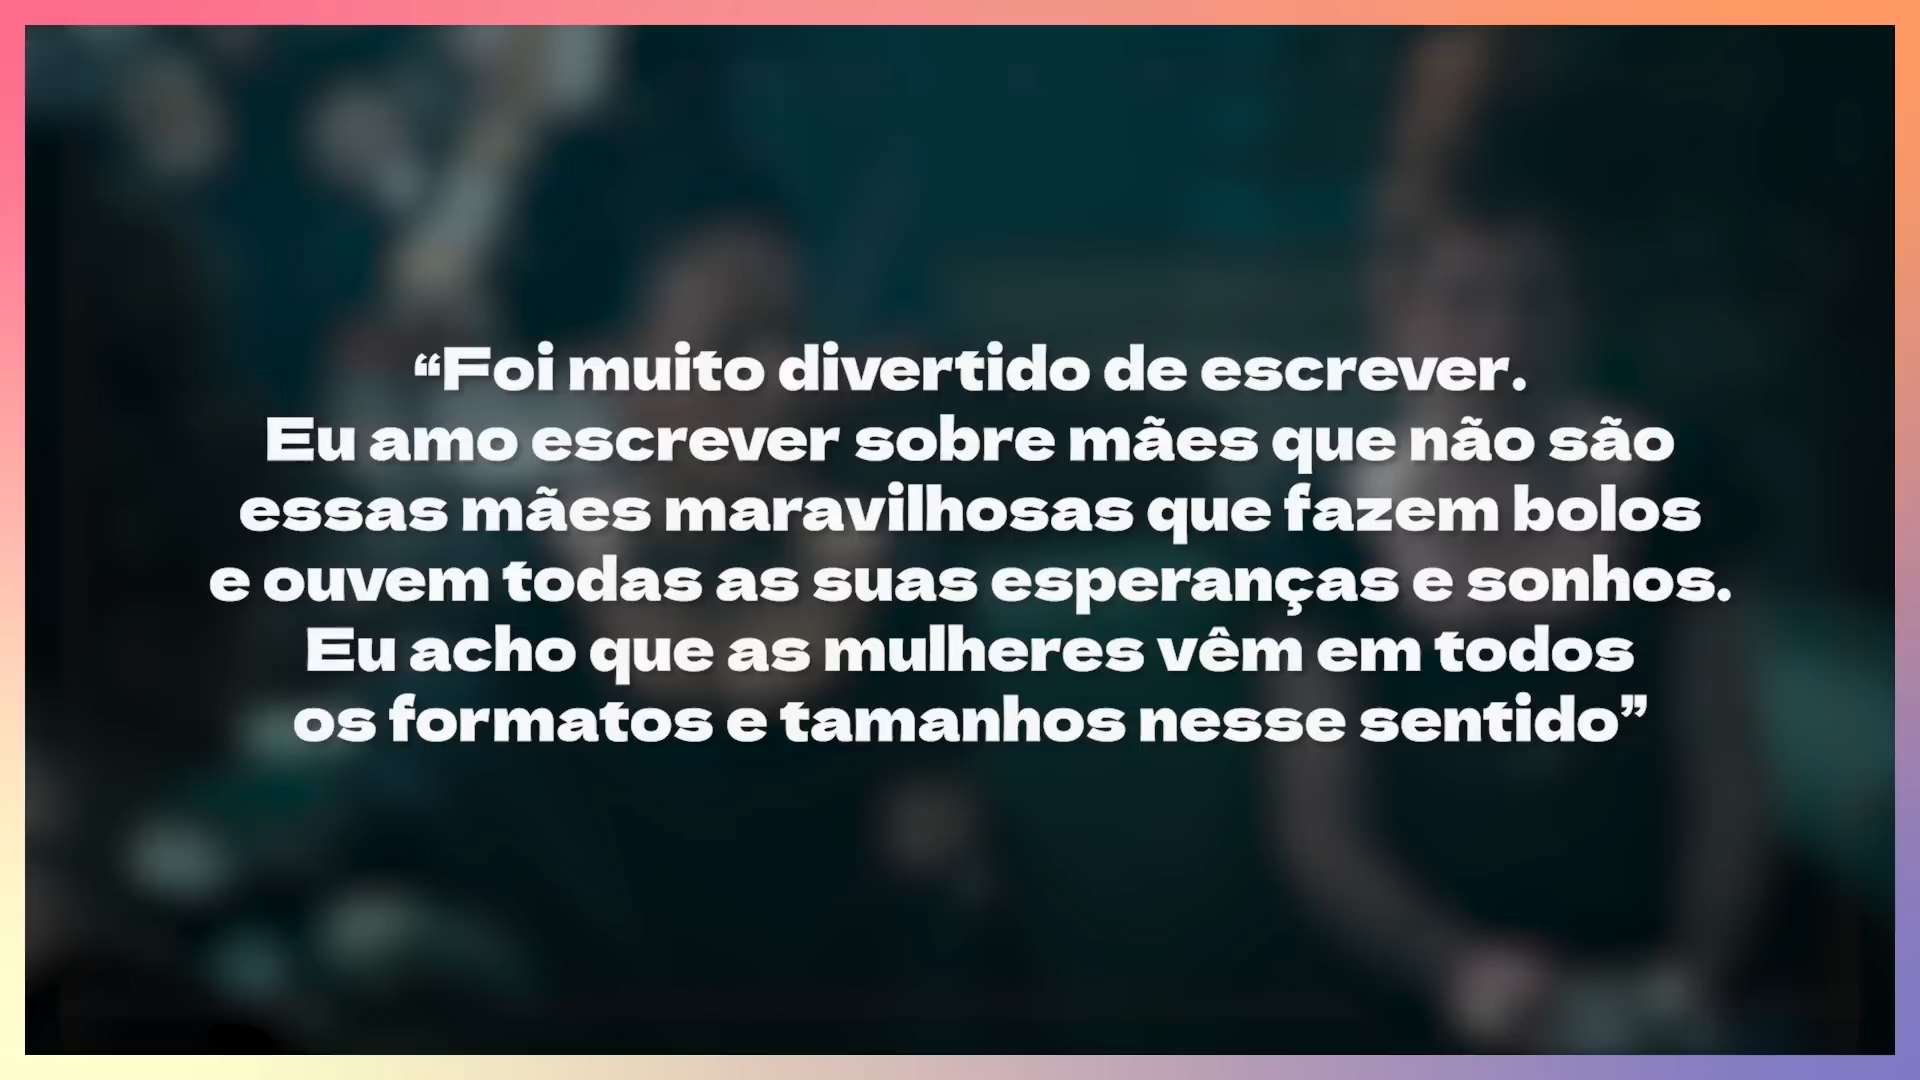 “Foi muito divertido de escrever.
Eu amo escrever sobre mães que não são
essas mães maravilhosas que fazem bolos
e ouvem todas as suas esperanças e sonhos.
Eu acho que as mulheres vêm em todos
os formatos e tamanhos nesse sentido”